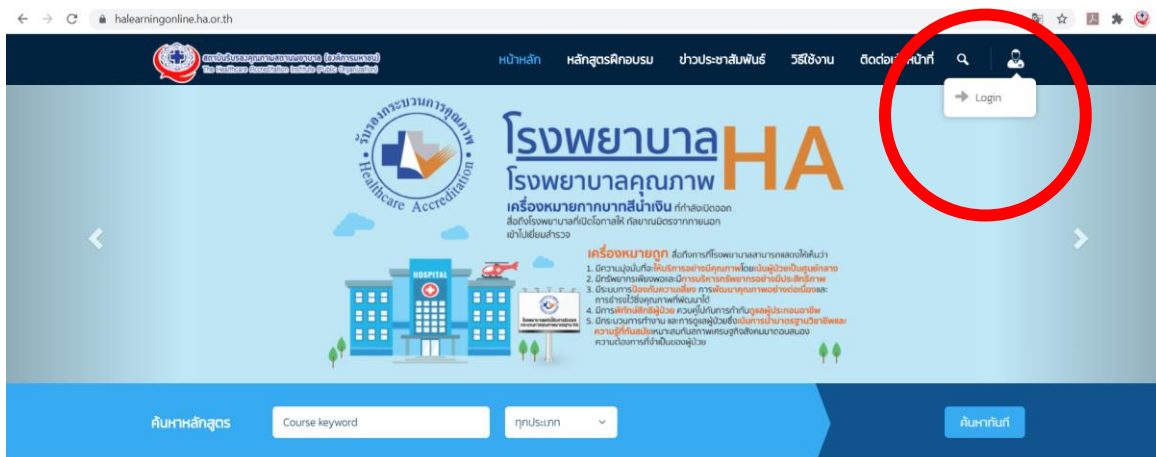 halearningonline.ha.or.th
สถาบันรับรองคุณภาพสถานพยาบาล (องค์การมหาชน)
The Healthcare Accreditation Institute (Public Organization)
หน้าหลัก หลักสูตรฝึกอบรม ข่าวประชาสัมพันธ์ วิธีใช้งาน ติดต่อเจ้าหน้าที่
Login
รับรองกระบวนการคุณภาพ
Healthcare Accreditation
โรงพยาบาล HA
โรงพยาบาลคุณภาพ
เครื่องหมายกากบาทสีน้ำเงิน ที่กำลังเปิดออก
สื่อถึงโรงพยาบาลที่เปิดโอกาสให้ กัลยาณมิตรจากภายนอก
เข้าไปเยี่ยมสำรวจ
เครื่องหมายถูก สื่อถึงการที่โรงพยาบาลสามารถแสดงให้เห็นว่า
1. มีความมุ่งมั่นที่จะให้บริการอย่างมีคุณภาพโดยเน้นผู้ป่วยเป็นศูนย์กลาง
2. มีทรัพยากรเพียงพอและมีการบริหารทรัพยากรอย่างมีประสิทธิภาพ
3. มีระบบการป้องกันความเสี่ยง การพัฒนาคุณภาพอย่างต่อเนื่องและ
การธำรงไว้ซึ่งคุณภาพที่พัฒนาได้
4. มีการพิทักษ์สิทธิผู้ป่วย ควบคู่ไปกับการกำกับดูแลผู้ประกอบอาชีพ
5. มีกระบวนการทำงาน และการดูแลผู้ป่วยซึ่งเน้นการนำมาตรฐานวิชาชีพและ
ความรู้ที่ทันสมัยเหมาะสมกับสภาพเศรษฐกิจสังคมมาตอบสนอง
ความต้องการที่จำเป็นของผู้ป่วย
HOSPITAL
ค้นหาหลักสูตร Course keyword ทุกประเภท ค้นหาทันที